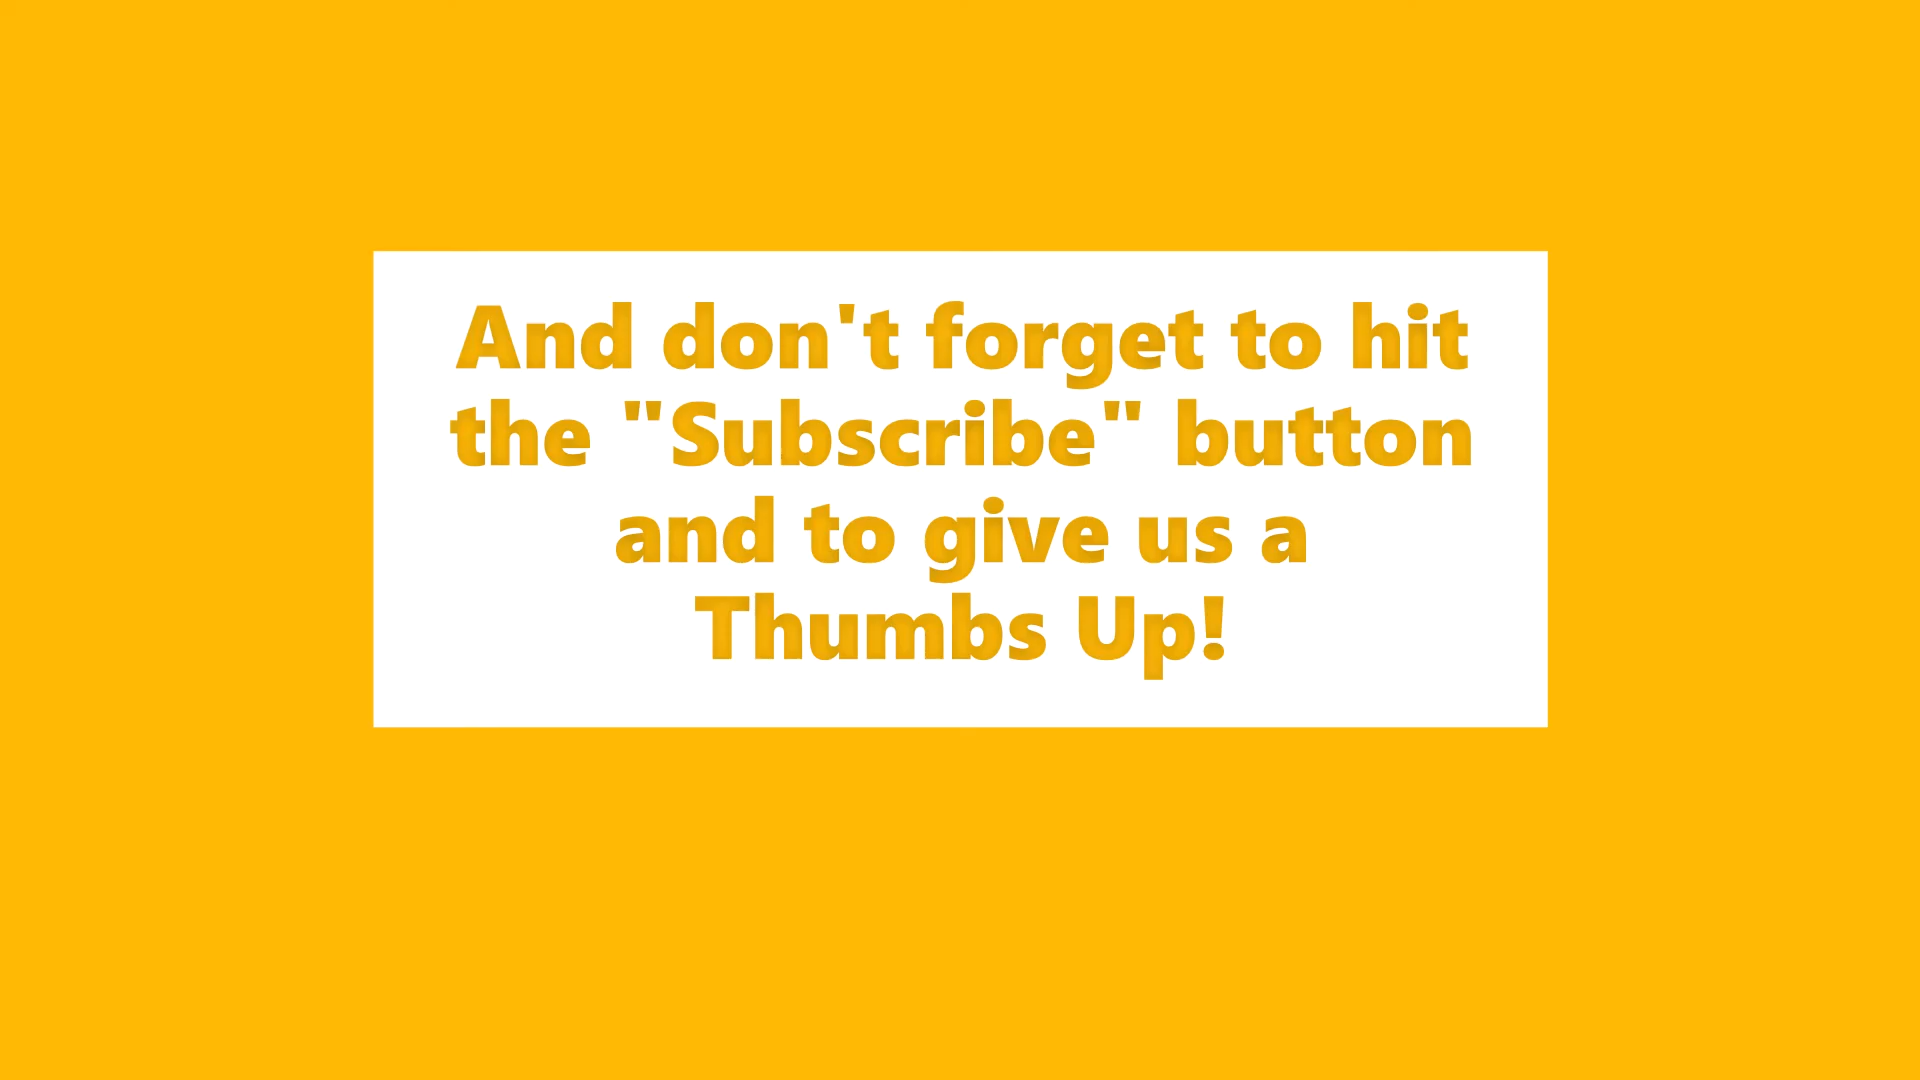 And don't forget to hit
the "Subscribe" button
and to give us a
Thumbs Up!